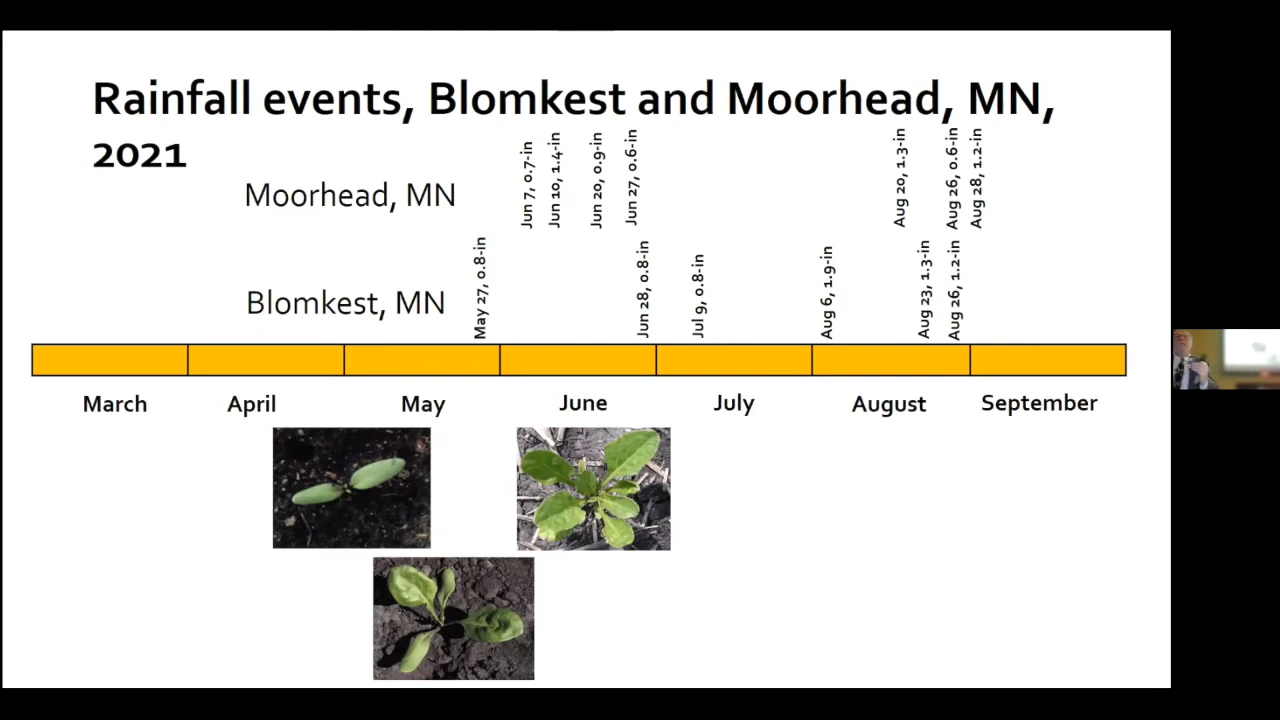 Rainfall events, Blomkest and Moorhead, MN,
2021
Moorhead, MN
Jun 7, 0.7-in
Jun 10, 1.4-in
Jun 20, 0.9-in
Jun 27, 0.6-in
Aug 20, 1.3-in
Aug 26, 0.6-in
Aug 28, 1.2-in
Blomkest, MN
May 27, 0.8-in
Jun 28, 0.8-in
Jul 9, 0.8-in
Aug 6, 1.9-in
Aug 23, 1.3-in
Aug 26, 1.2-in
March April May June July August September